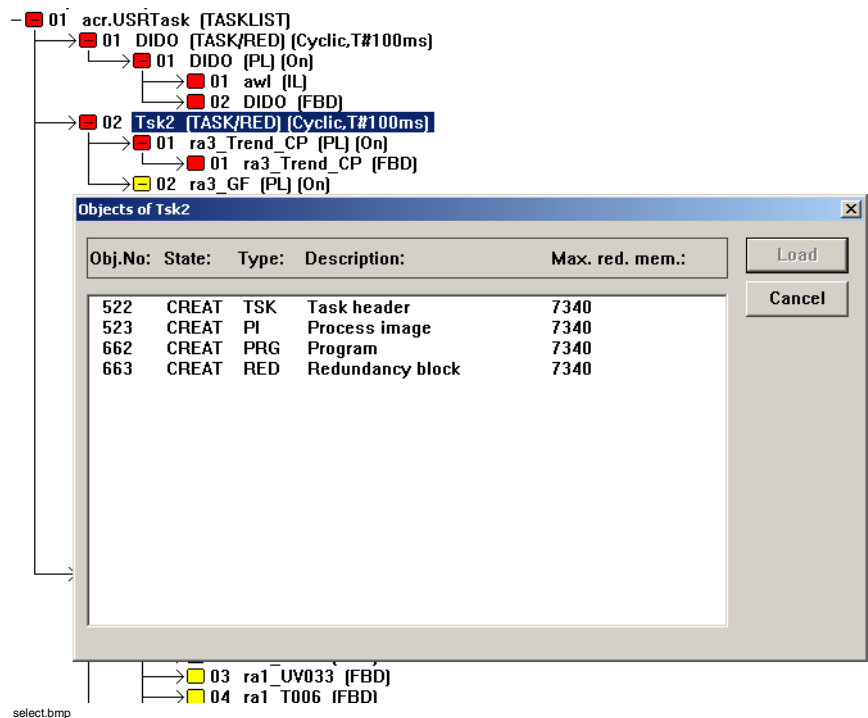 01 acr.USRTask (TASKLIST)
01 DIDO (TASK/RED) (Cyclic,T#100ms)
01 DIDO (PL) (On)
01 awl (IL)
02 DIDO (FBD)
02 Tsk2 (TASK/RED) (Cyclic,T#100ms)
01 ra3_Trend_CP (PL) (On)
01 ra3_Trend_CP (FBD)
02 ra3_GF (PL) (On)
Objects of Tsk2
Obj.No: State: Type: Description: Max. red. mem.: Load
Cancel
522 CREAT TSK Task header 7340
523 CREAT PI Process image 7340
662 CREAT PRG Program 7340
663 CREAT RED Redundancy block 7340
03 ra1_UV033 (FBD)
04 ra1_T006 (FBD)
select.bmp